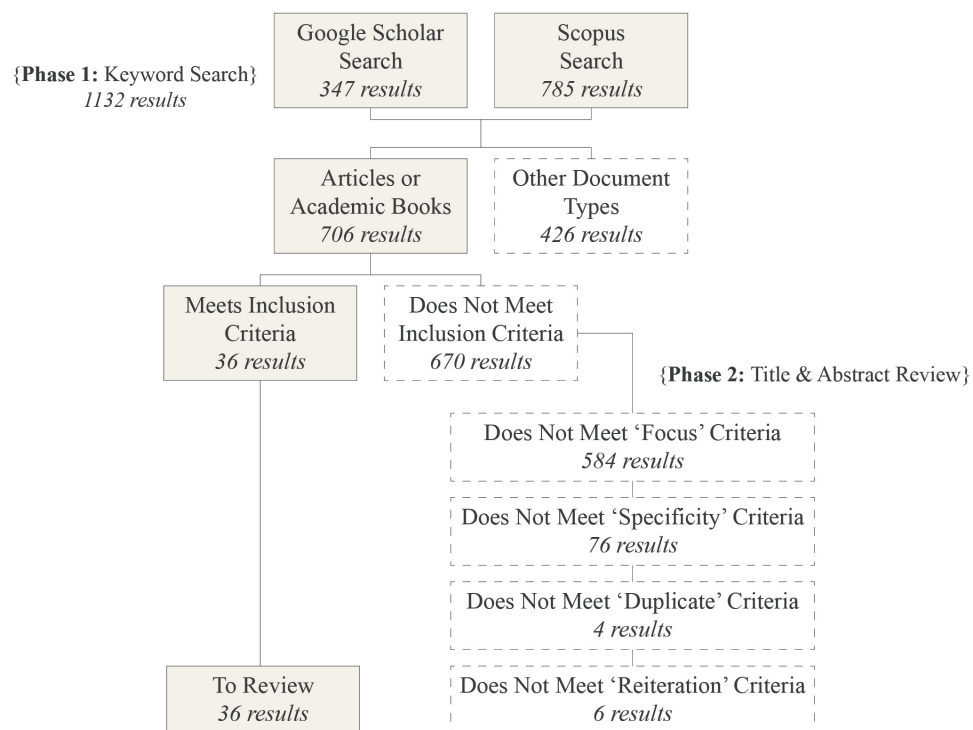 {Phase 1: Keyword Search}
1132 results
Google Scholar
Search
347 results
Scopus
Search
785 results
Articles or
Academic Books
706 results
Other Document
Types
426 results
Meets Inclusion
Criteria
36 results
Does Not Meet
Inclusion Criteria
670 results
{Phase 2: Title & Abstract Review}
Does Not Meet ‘Focus’ Criteria
584 results
Does Not Meet ‘Specificity’ Criteria
76 results
Does Not Meet ‘Duplicate’ Criteria
4 results
Does Not Meet ‘Reiteration’ Criteria
6 results
To Review
36 results